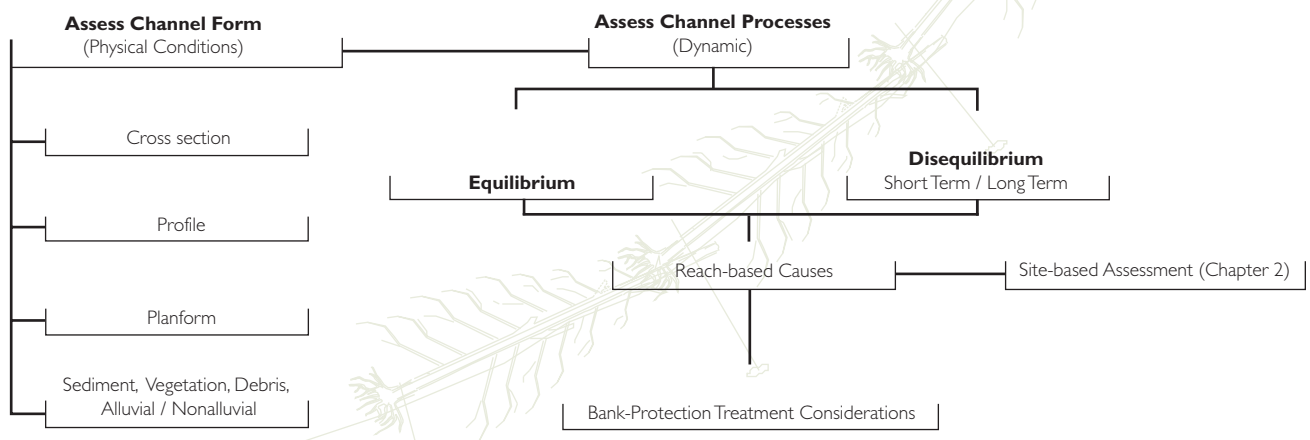 Assess Channel Form
(Physical Conditions)
Assess Channel Processes
(Dynamic)
Cross section
Profile
Planform
Sediment, Vegetation, Debris,
Alluvial / Nonalluvial
Equilibrium
Disequilibrium
Short Term / Long Term
Reach-based Causes
Site-based Assessment (Chapter 2)
Bank-Protection Treatment Considerations